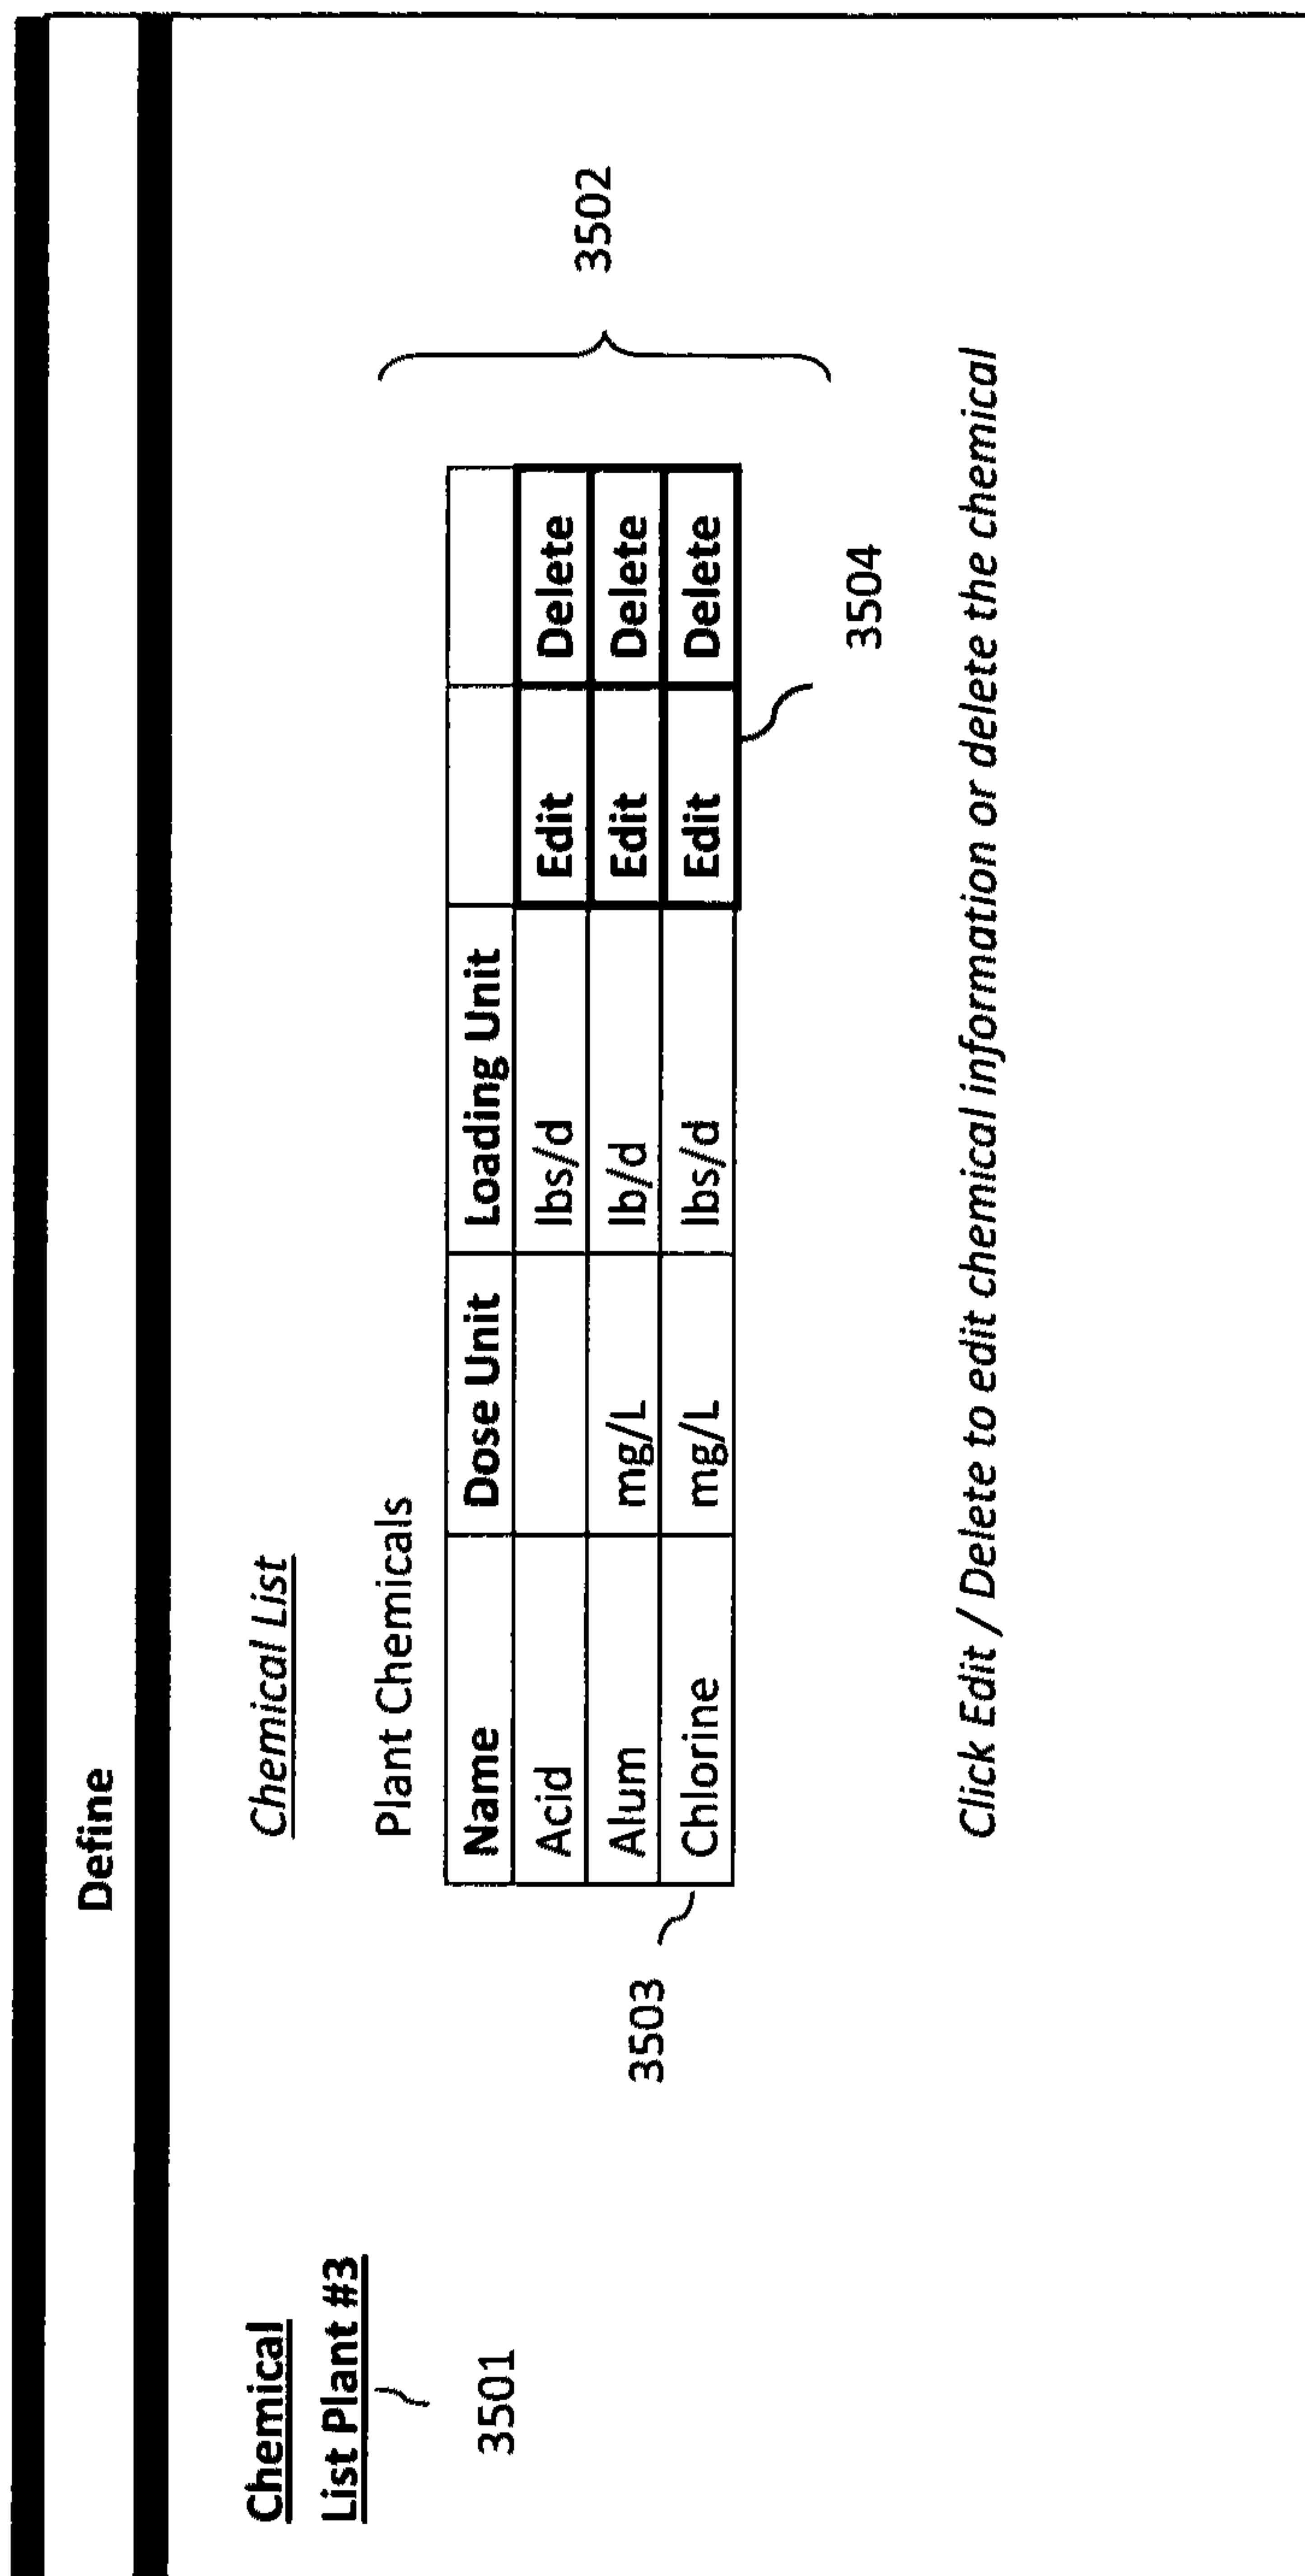 Define
Chemical
List Plant #3
3501
Chemical List
Plant Chemicals
Name Dose Unit Loading Unit
Acid lbs/d Edit Delete
Alum mg/L lb/d Edit Delete
Chlorine mg/L lbs/d Edit Delete
3502
3503
3504
Click Edit / Delete to edit chemical information or delete the chemical